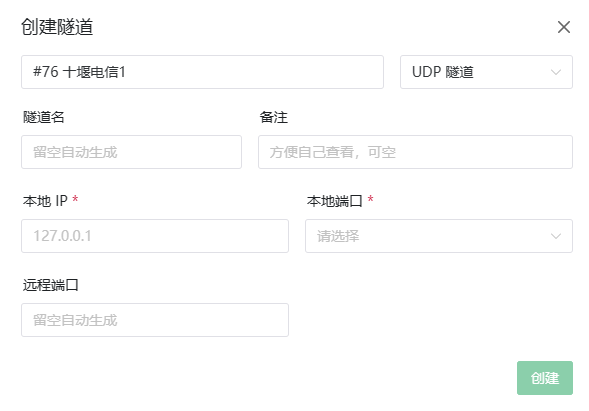 创建隧道
#76 十堰电信1
UDP 隧道
隧道名
备注
留空自动生成
方便自己查看，可空
本地 IP *
本地端口 *
127.0.0.1
请选择
远程端口
留空自动生成
创建